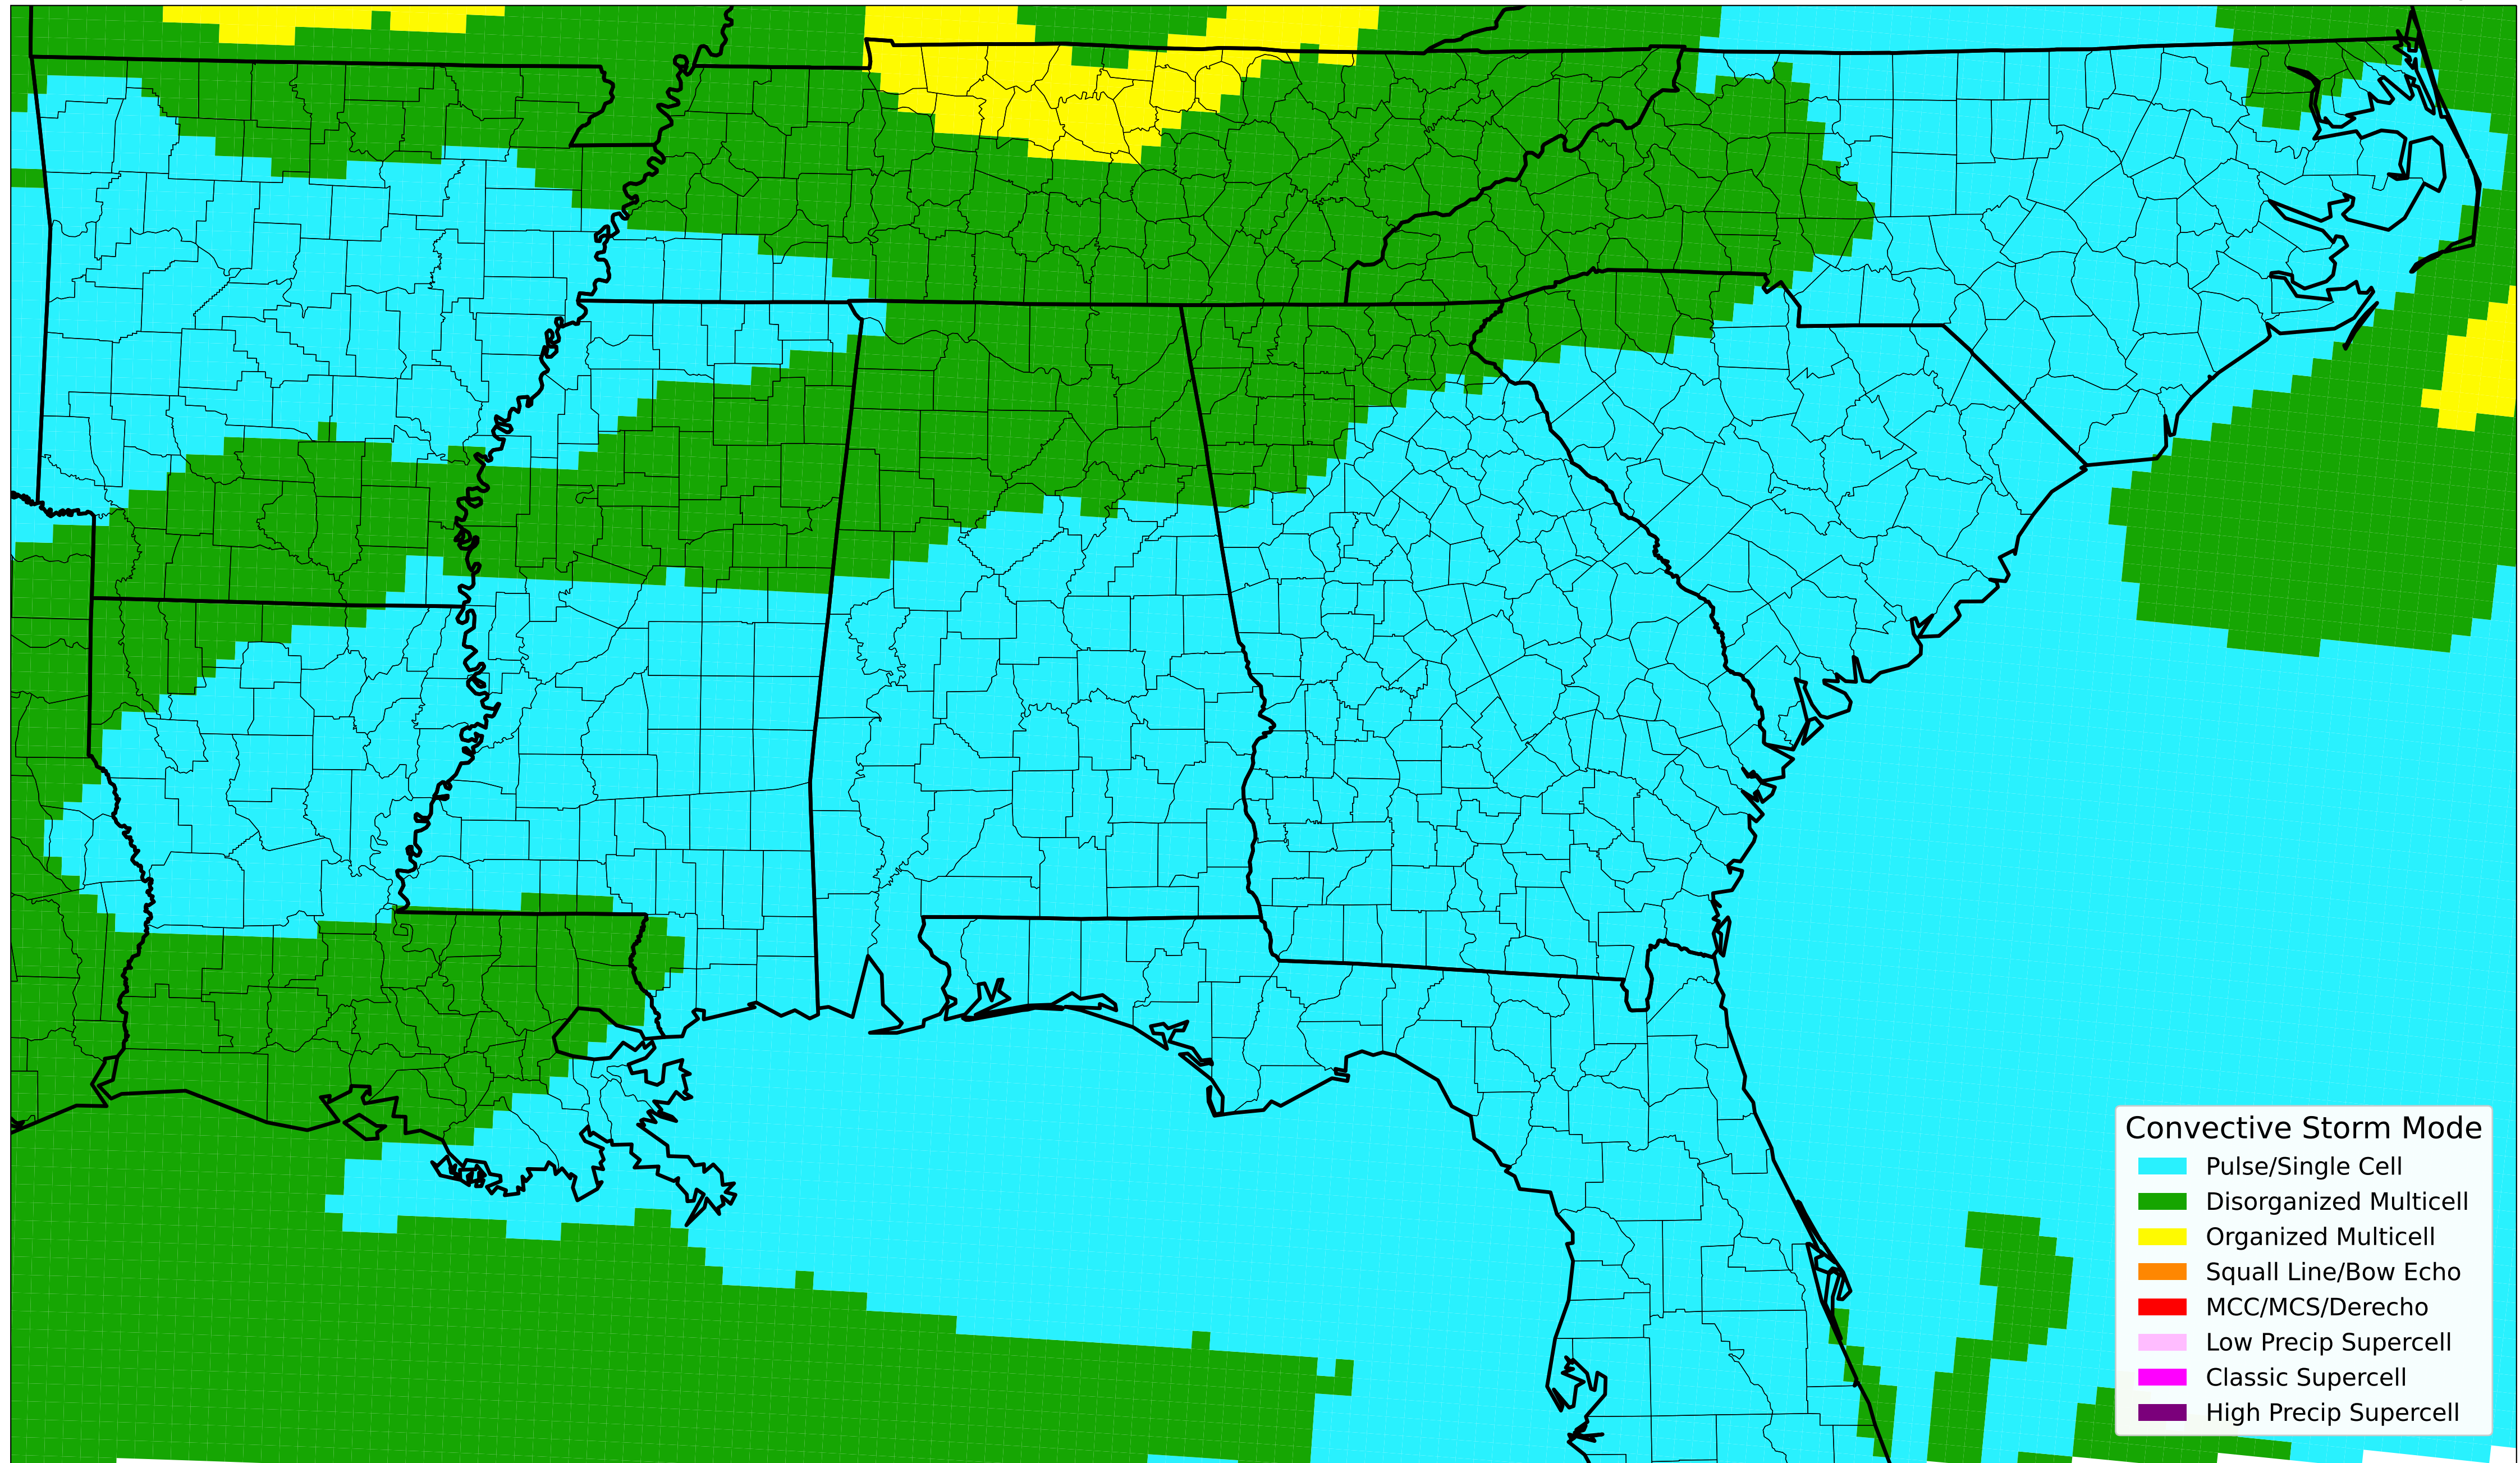 Convective Storm Mode
Pulse/Single Cell
Disorganized Multicell
Organized Multicell
Squall Line/Bow Echo
MCC/MCS/Derecho
Low Precip Supercell
Classic Supercell
High Precip Supercell